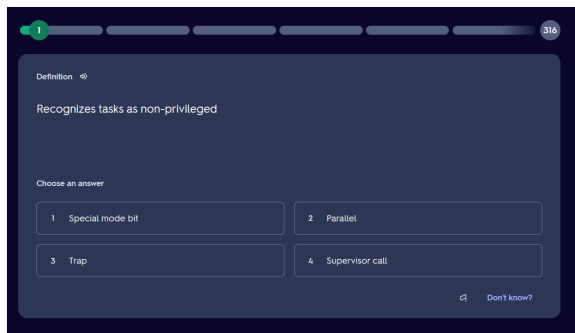 1
316
Definition
Recognizes tasks as non-privileged
Choose an answer
1 Special mode bit
2 Parallel
3 Trap
4 Supervisor call
Don't know?